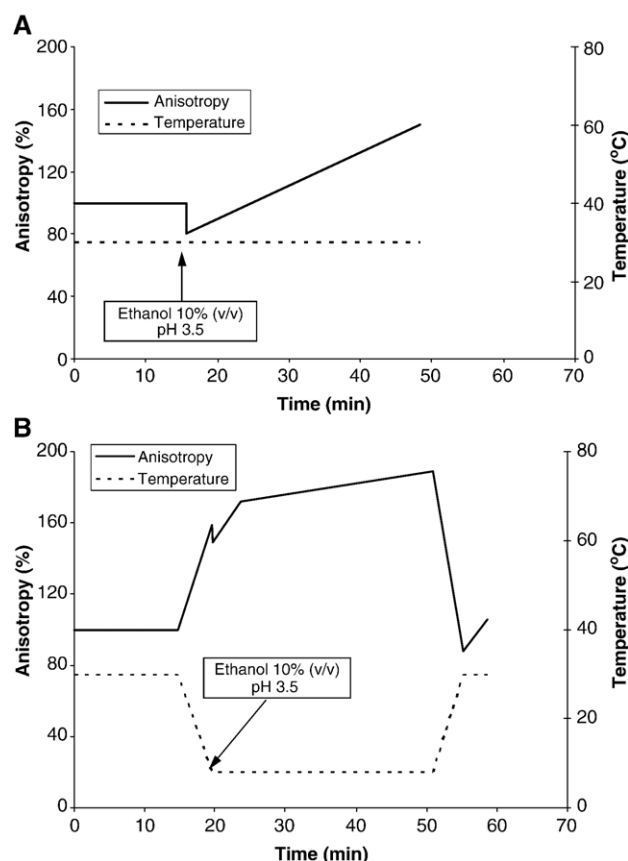 A
200
160
120
80
40
0
Anisotropy (%)
Anisotropy
Temperature
Ethanol 10% (v/v)
pH 3.5
80
60
40
20
0
Temperature (°C)
0 10 20 30 40 50 60 70
Time (min)
B
200
160
120
80
40
0
Anisotropy (%)
Anisotropy
Temperature
Ethanol 10% (v/v)
pH 3.5
80
60
40
20
0
Temperature (°C)
0 10 20 30 40 50 60 70
Time (min)